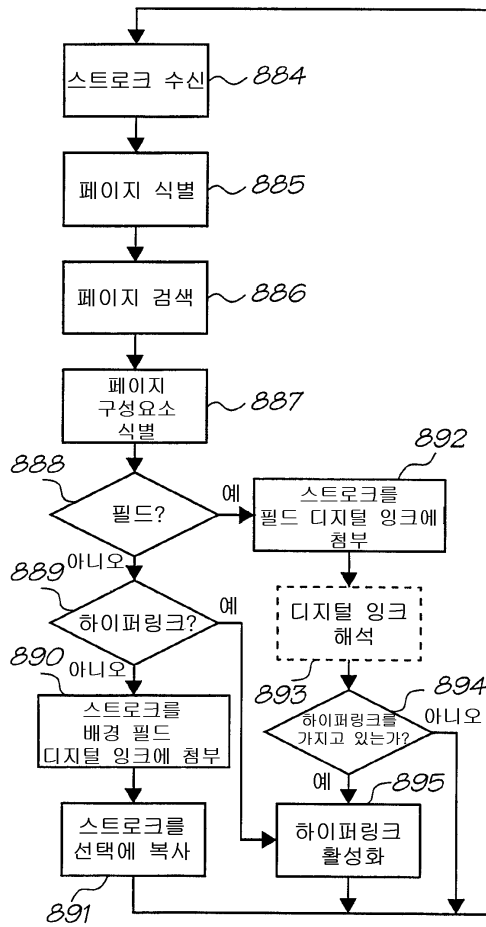 스트로크 수신
884
페이지 식별
885
페이지 검색
886
페이지
구성요소
식별
887
888
필드?
예
아니오
892
스트로크를
필드 디지털 잉크에
첨부
889
하이퍼링크?
예
아니오
디지털 잉크
해석
893
890
스트로크를
배경 필드
디지털 잉크에 첨부
894
하이퍼링크를
가지고 있는가?
아니오
예
스트로크를
선택에 복사
891
895
하이퍼링크
활성화